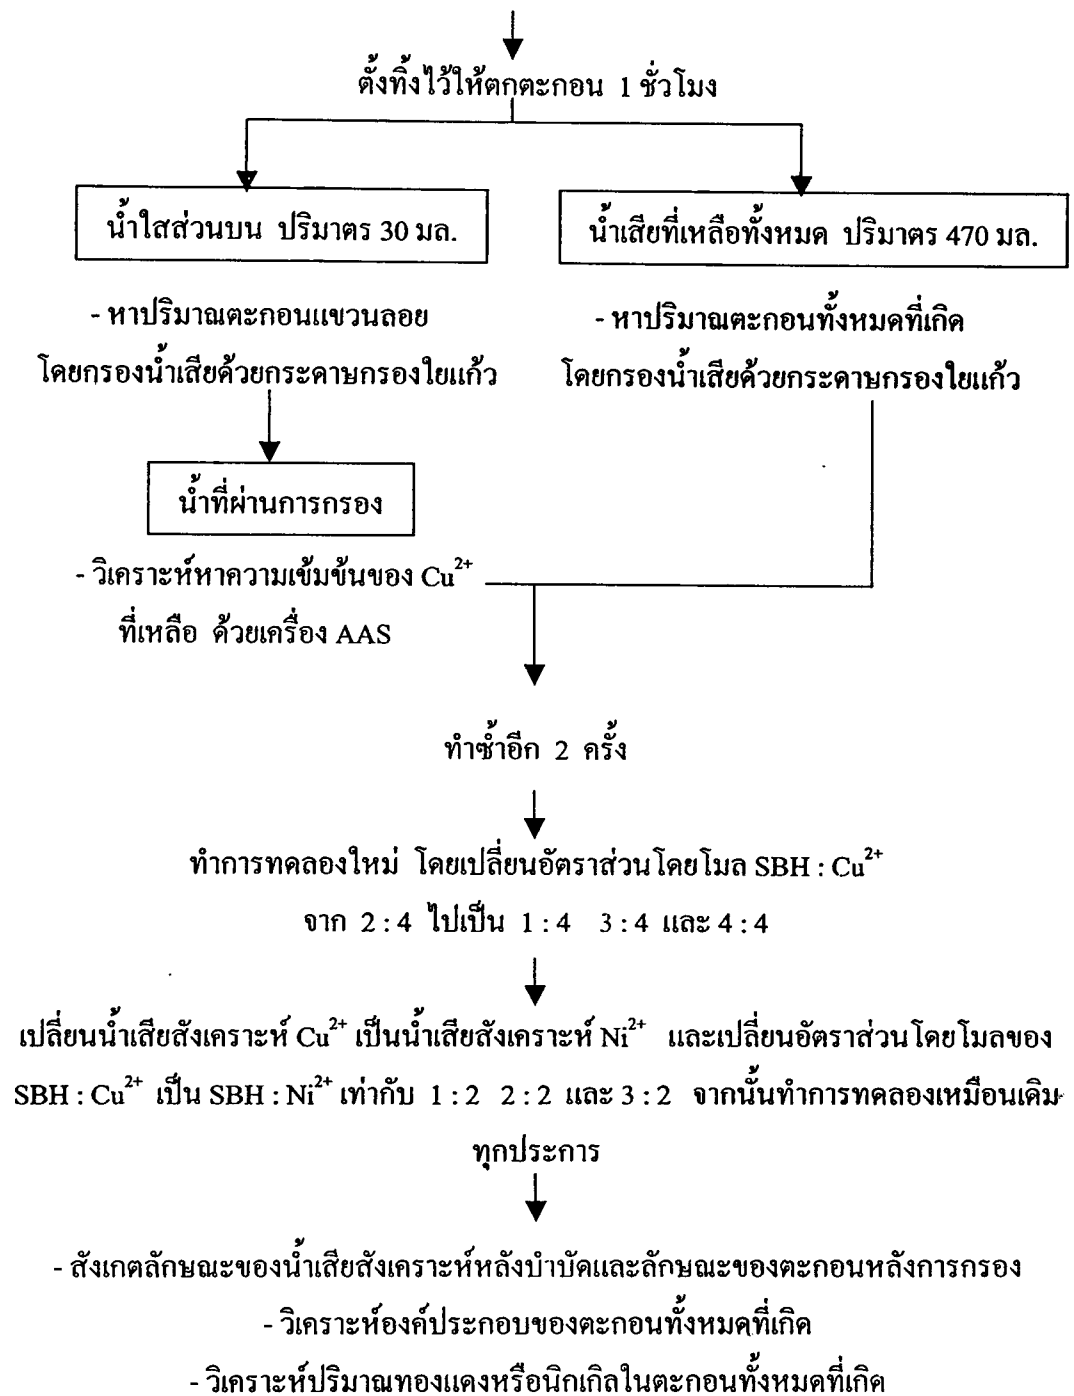 ตั้งทิ้งไว้ให้ตกตะกอน 1 ชั่วโมง
น้ำใสส่วนบน ปริมาตร 30 มล.
- หาปริมาณตะกอนแขวนลอย
โดยกรองน้ำเสียด้วยกระดาษกรองใยแก้ว
น้ำที่ผ่านการกรอง
- วิเคราะห์หาความเข้มข้นของ Cu²⁺
ที่เหลือ ด้วยเครื่อง AAS
น้ำเสียที่เหลือทั้งหมด ปริมาตร 470 มล.
- หาปริมาณตะกอนทั้งหมดที่เกิด
โดยกรองน้ำเสียด้วยกระดาษกรองใยแก้ว
ทำซ้ำอีก 2 ครั้ง
ทำการทดลองใหม่ โดยเปลี่ยนอัตราส่วนโดยโมล SBH : Cu²⁺
จาก 2 : 4 ไปเป็น 1 : 4 3 : 4 และ 4 : 4
เปลี่ยนน้ำเสียสังเคราะห์ Cu²⁺ เป็นน้ำเสียสังเคราะห์ Ni²⁺ และเปลี่ยนอัตราส่วนโดยโมลของ
SBH : Cu²⁺ เป็น SBH : Ni²⁺ เท่ากับ 1 : 2 2 : 2 และ 3 : 2 จากนั้นทำการทดลองเหมือนเดิม
ทุกประการ
- สังเกตลักษณะของน้ำเสียสังเคราะห์หลังบำบัดและลักษณะของตะกอนหลังการกรอง
- วิเคราะห์องค์ประกอบของตะกอนทั้งหมดที่เกิด
- วิเคราะห์ปริมาณทองแดงหรือนิกเกิลในตะกอนทั้งหมดที่เกิด